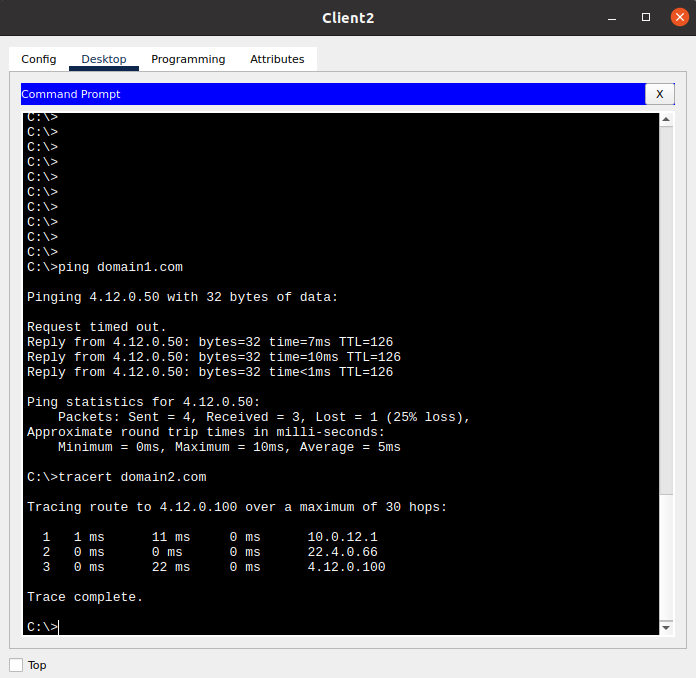 Client2
Config Desktop Programming Attributes
Command Prompt X
C:\>
C:\>
C:\>
C:\>
C:\>
C:\>
C:\>
C:\>
C:\>
C:\>
C:\>ping domain1.com
Pinging 4.12.0.50 with 32 bytes of data:
Request timed out.
Reply from 4.12.0.50: bytes=32 time=7ms TTL=126
Reply from 4.12.0.50: bytes=32 time=10ms TTL=126
Reply from 4.12.0.50: bytes=32 time<1ms TTL=126
Ping statistics for 4.12.0.50:
Packets: Sent = 4, Received = 3, Lost = 1 (25% loss),
Approximate round trip times in milli-seconds:
Minimum = 0ms, Maximum = 10ms, Average = 5ms
C:\>tracert domain2.com
Tracing route to 4.12.0.100 over a maximum of 30 hops:
1 1 ms 11 ms 0 ms 10.0.12.1
2 0 ms 0 ms 0 ms 22.4.0.66
3 0 ms 22 ms 0 ms 4.12.0.100
Trace complete.
C:\>
Top